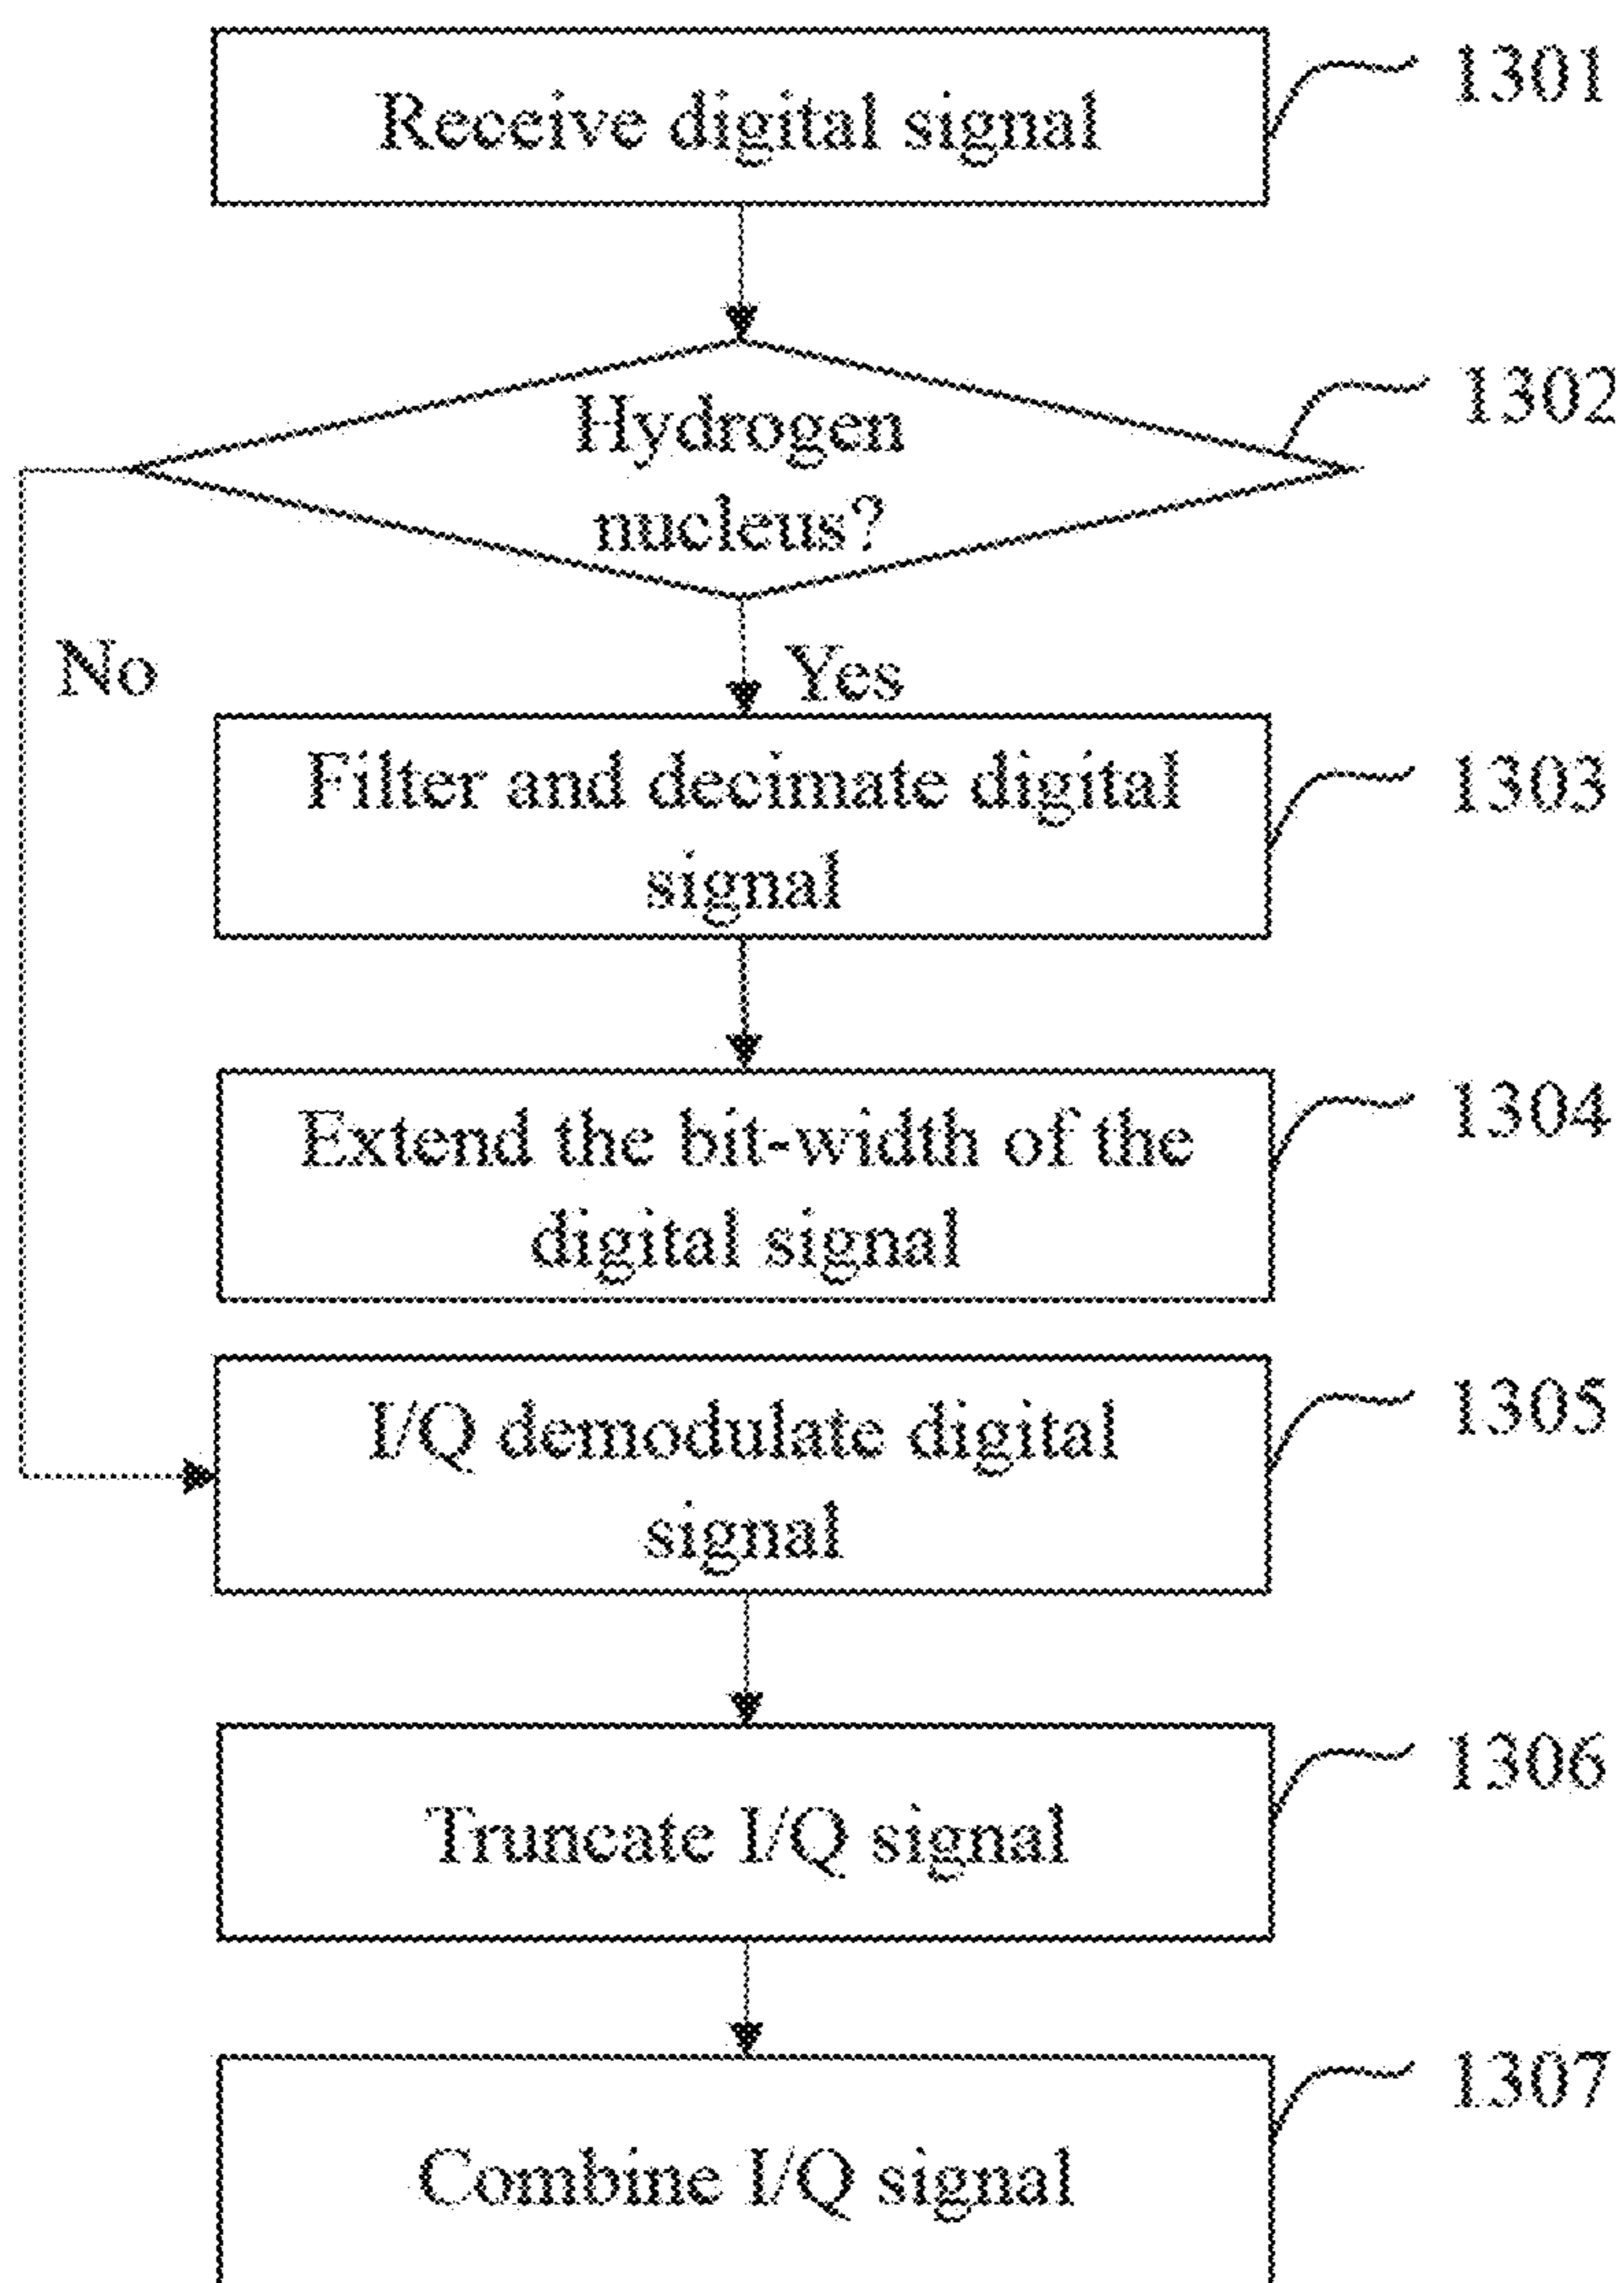 Receive digital signal
1301
Hydrogen
nucleus?
1302
No
Yes
Filter and decimate digital
signal
1303
Extend the bit-width of the
digital signal
1304
I/Q demodulate digital
signal
1305
Truncate I/Q signal
1306
Combine I/Q signal
1307